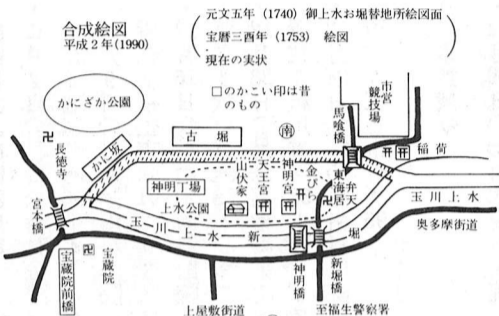 合成絵図
平成２年(1990)
元文五年(1740)御上水お堀替地所絵図面
宝暦三酉年(1753)絵図
現在の実状
□のかこい印は昔
のもの
かにざか公園
市営
競技場
馬喰橋
稲荷
古堀
南
長徳寺
かに坂
山伏家
天王宮
神明宮
金ぴら
東海居
弁天
神明丁場
上水公園
宮本橋
玉川上水新堀
玉川上水
奥多摩街道
宝蔵院
宝蔵院
前橋
神明橋
新堀橋
上屋敷街道
至福生警察署